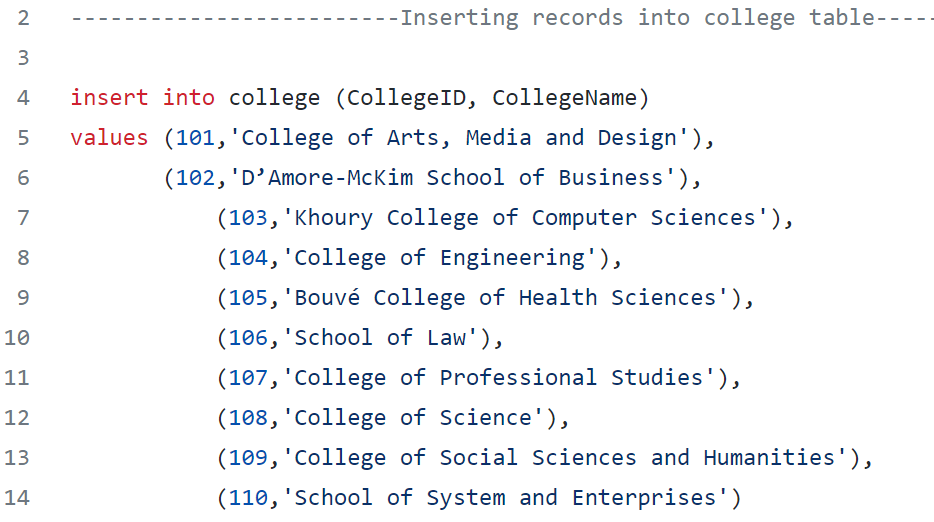 2 -------------------------Inserting records into college table-----
3
4 insert into college (CollegeID, CollegeName)
5 values (101,'College of Arts, Media and Design'),
6 (102,'D’Amore-McKim School of Business'),
7 (103,'Khoury College of Computer Sciences'),
8 (104,'College of Engineering'),
9 (105,'Bouvé College of Health Sciences'),
10 (106,'School of Law'),
11 (107,'College of Professional Studies'),
12 (108,'College of Science'),
13 (109,'College of Social Sciences and Humanities'),
14 (110,'School of System and Enterprises')